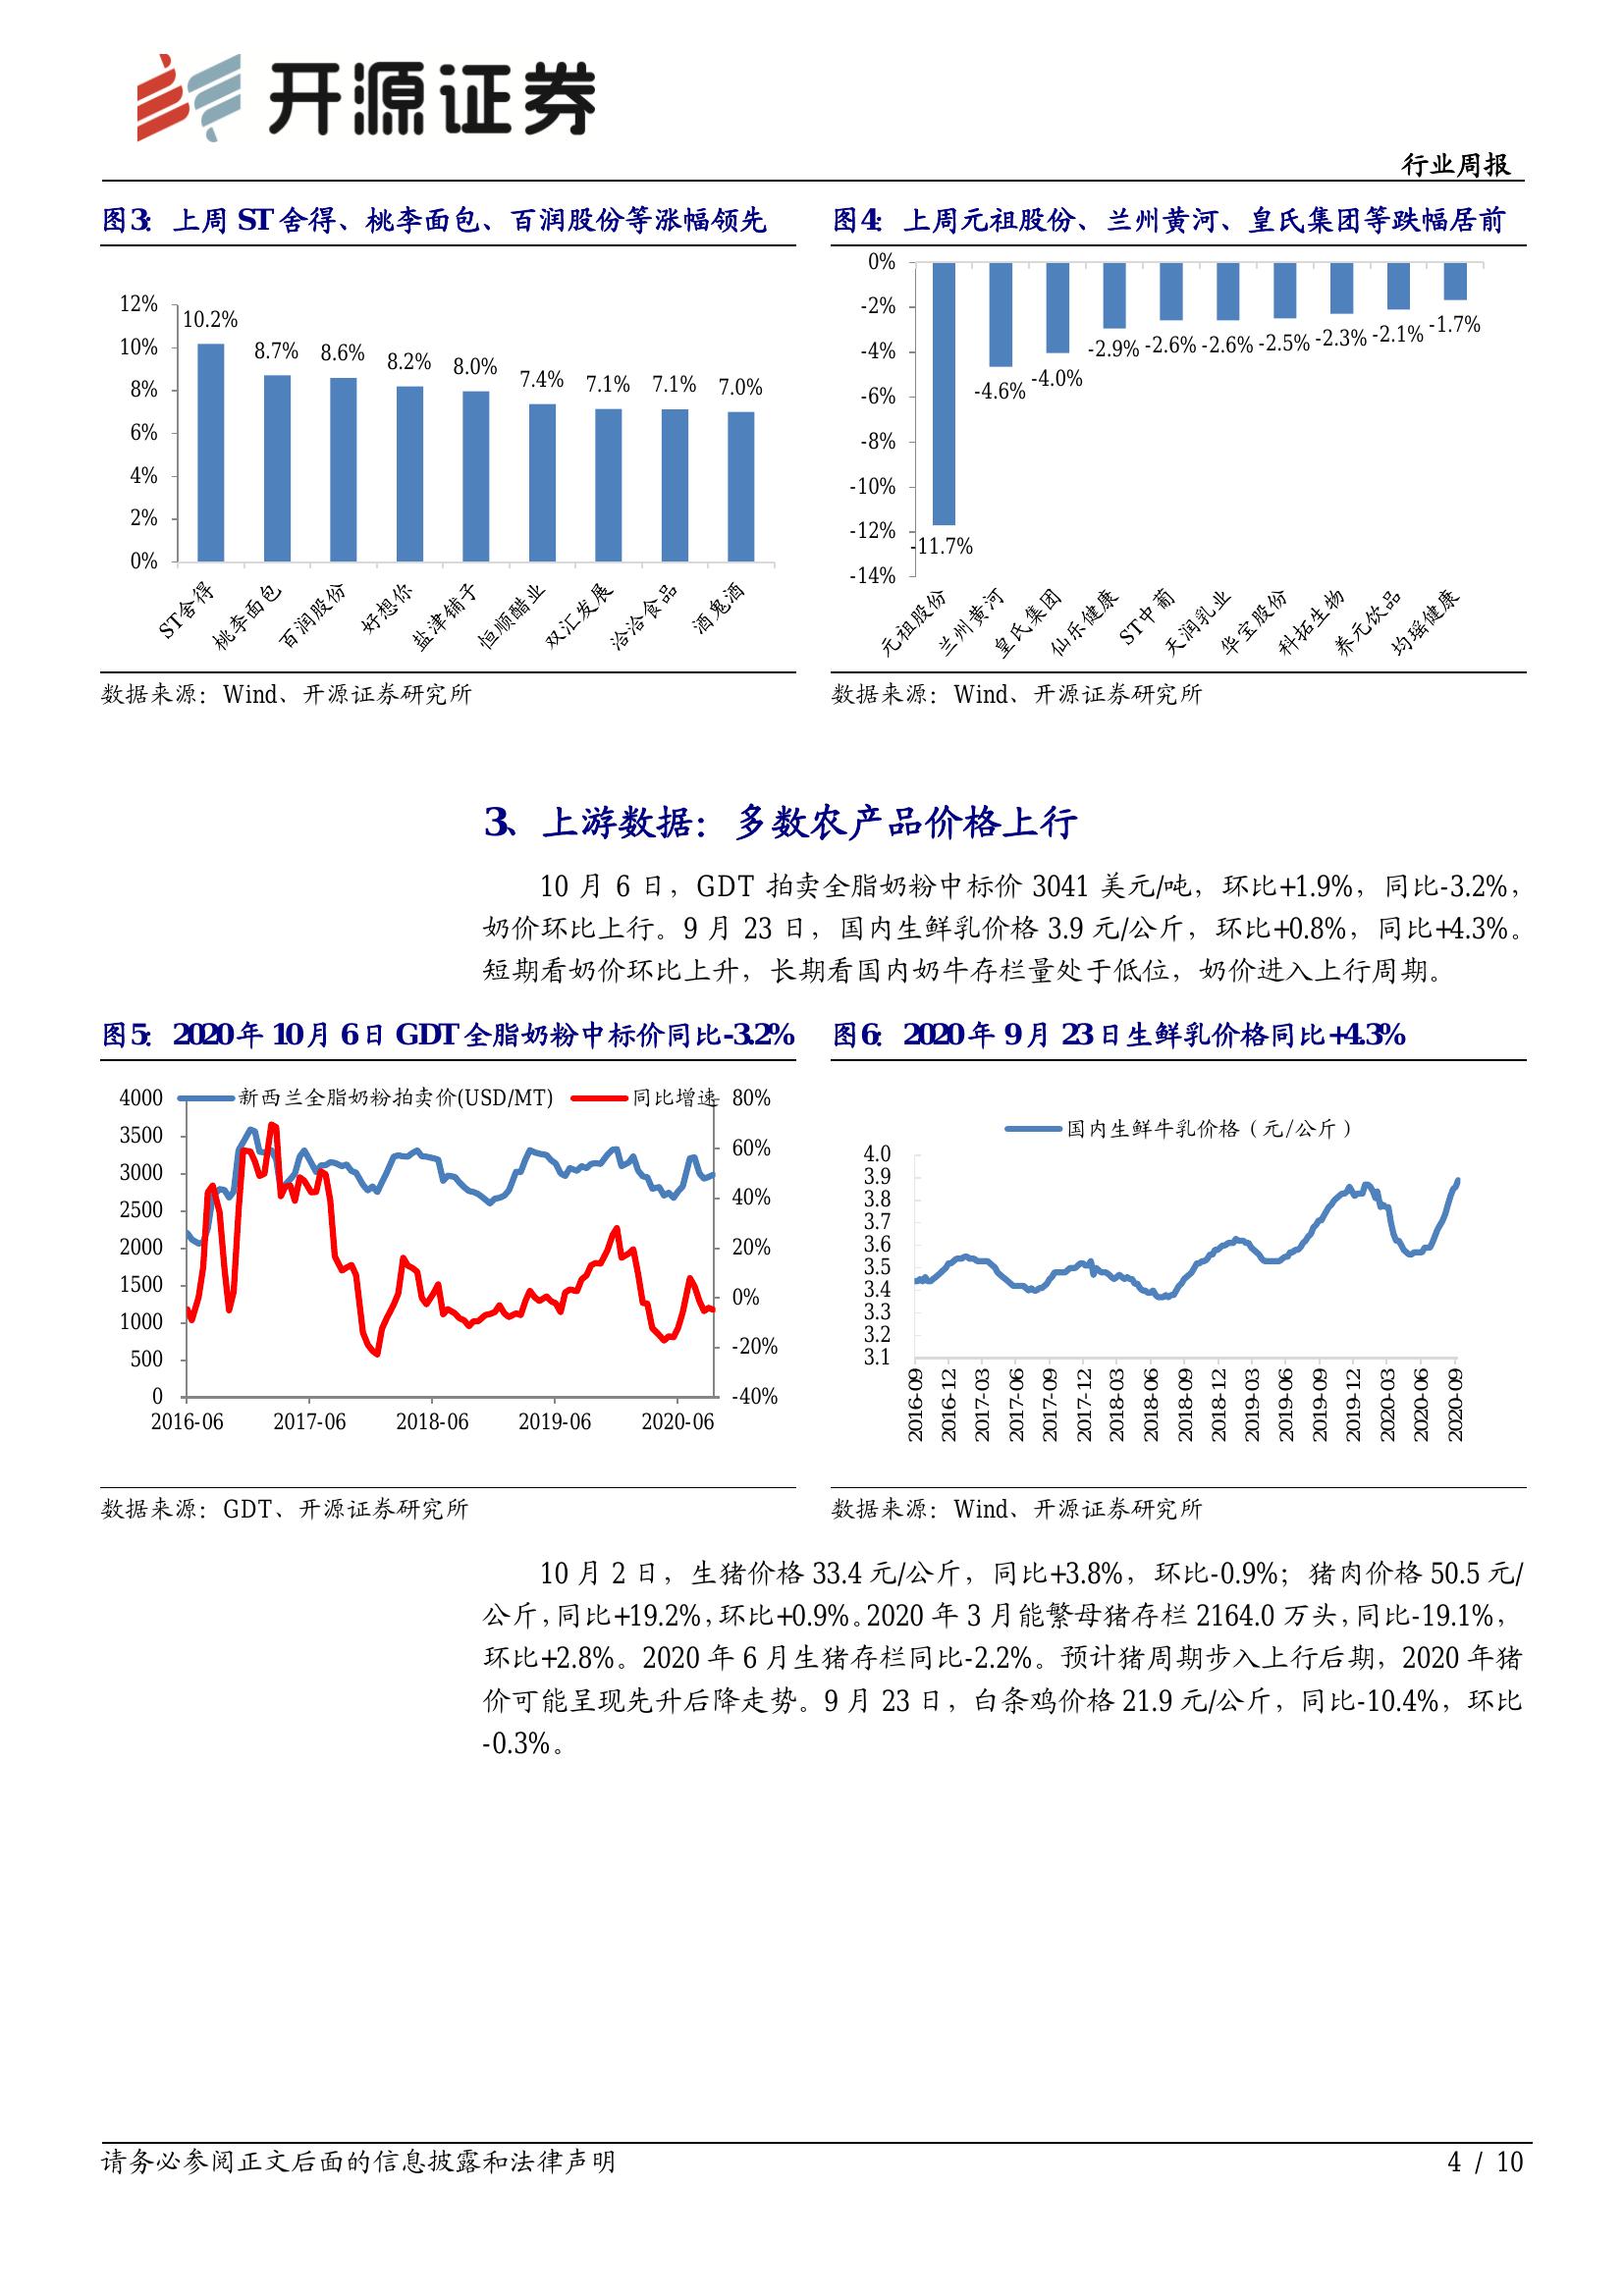 开源证券
行业周报
图3：上周 ST 舍得、桃李面包、百润股份等涨幅领先
12%
10%
8%
6%
4%
2%
0%
10.2%
8.7%
8.6%
8.2%
8.0%
7.4%
7.1%
7.1%
7.0%
ST舍得
桃李面包
百润股份
好想你
盐津铺子
恒顺醋业
双汇发展
洽洽食品
酒鬼酒
数据来源：Wind、开源证券研究所
图4：上周元祖股份、兰州黄河、皇氏集团等跌幅居前
0%
-2%
-4%
-6%
-8%
-10%
-12%
-14%
-11.7%
-4.6%
-4.0%
-2.9%
-2.6%
-2.6%
-2.5%
-2.3%
-2.1%
-1.7%
元祖股份
兰州黄河
皇氏集团
仙乐健康
ST中葡
天润乳业
华宝股份
科拓生物
养元饮品
均瑶健康
数据来源：Wind、开源证券研究所
3、上游数据：多数农产品价格上行
10 月 6 日，GDT 拍卖全脂奶粉中标价 3041 美元/吨，环比+1.9%，同比-3.2%，
奶价环比上行。9 月 23 日，国内生鲜乳价格 3.9 元/公斤，环比+0.8%，同比+4.3%。
短期看奶价环比上升，长期看国内奶牛存栏量处于低位，奶价进入上行周期。
图5：2020 年 10 月 6 日 GDT 全脂奶粉中标价同比-3.2%
新西兰全脂奶粉拍卖价(USD/MT)
同比增速
4000
3500
3000
2500
2000
1500
1000
500
0
80%
60%
40%
20%
0%
-20%
-40%
2016-06
2017-06
2018-06
2019-06
2020-06
数据来源：GDT、开源证券研究所
图6：2020 年 9 月 23 日生鲜乳价格同比+4.3%
国内生鲜牛乳价格（元/公斤）
4.0
3.9
3.8
3.7
3.6
3.5
3.4
3.3
3.2
3.1
2016-09
2016-12
2017-03
2017-06
2017-09
2017-12
2018-03
2018-06
2018-09
2018-12
2019-03
2019-06
2019-09
2019-12
2020-03
2020-06
2020-09
数据来源：Wind、开源证券研究所
10 月 2 日，生猪价格 33.4 元/公斤，同比+3.8%，环比-0.9%；猪肉价格 50.5 元/
公斤，同比+19.2%，环比+0.9%。2020 年 3 月能繁母猪存栏 2164.0 万头，同比-19.1%，
环比+2.8%。2020 年 6 月生猪存栏同比-2.2%。预计猪周期步入上行后期，2020 年猪
价可能呈现先升后降走势。9 月 23 日，白条鸡价格 21.9 元/公斤，同比-10.4%，环比
-0.3%。
请务必参阅正文后面的信息披露和法律声明
4 / 10